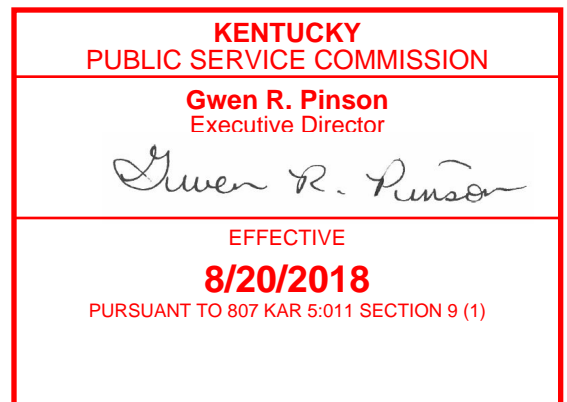 KENTUCKY
PUBLIC SERVICE COMMISSION
Gwen R. Pinson
Executive Director
Gwen R. Pinson
EFFECTIVE
8/20/2018
PURSUANT TO 807 KAR 5:011 SECTION 9 (1)